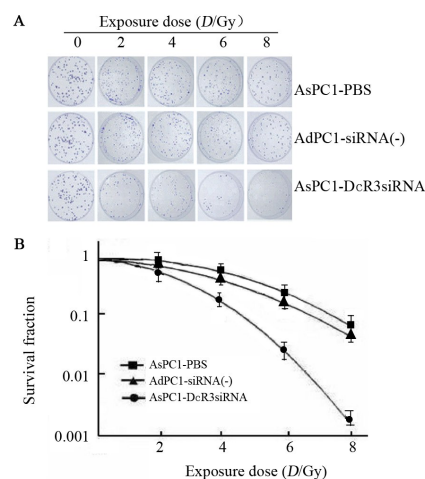 A
Exposure dose (D/Gy）
0 2 4 6 8
AsPC1-PBS
AdPC1-siRNA(-)
AsPC1-DcR3siRNA
B
1
0.1
0.01
0.001
Survival fraction
AsPC1-PBS
AdPC1-siRNA(-)
AsPC1-DcR3siRNA
2 4 6 8
Exposure dose (D/Gy)